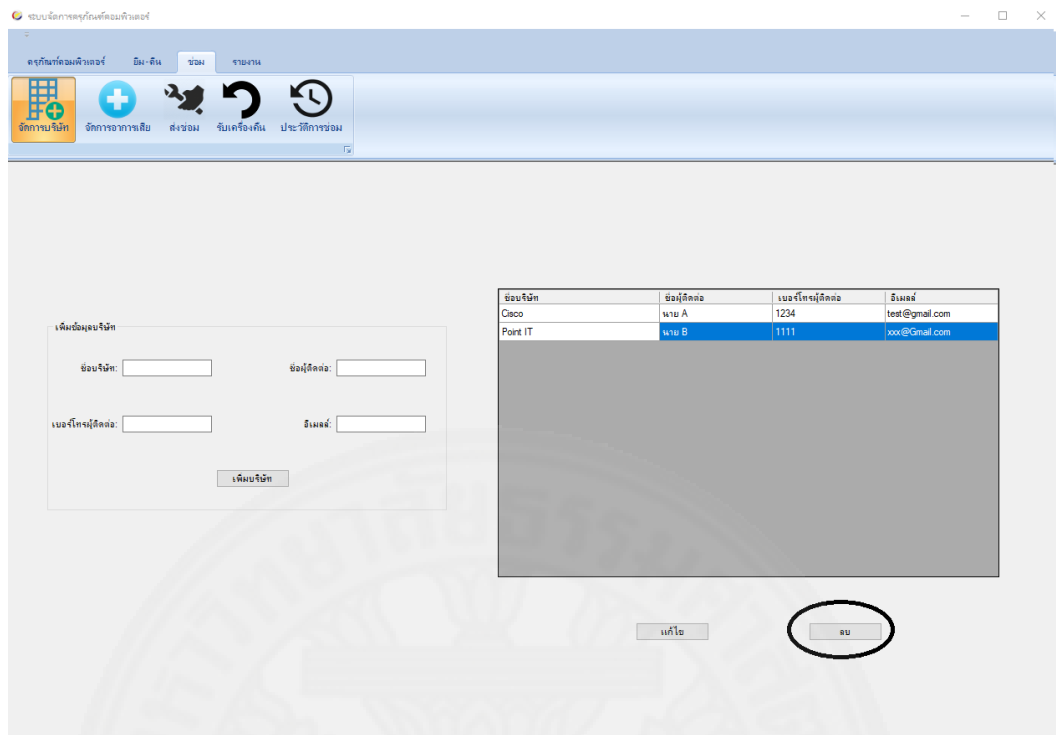 ระบบจัดการครุภัณฑ์คอมพิวเตอร์
ครุภัณฑ์คอมพิวเตอร์ ยืม-คืน ซ่อม รายงาน
จัดการบริษัท จัดการอาการเสีย ส่งซ่อม รับเครื่องคืน ประวัติการซ่อม
เพิ่มข้อมูลบริษัท
ชื่อบริษัท: ชื่อผู้ติดต่อ:
เบอร์โทรผู้ติดต่อ: อีเมลล์:
เพิ่มบริษัท
ชื่อบริษัท ชื่อผู้ติดต่อ เบอร์โทรผู้ติดต่อ อีเมลล์
Cisco นาย A 1234 test@gmail.com
Point IT นาย B 1111 xxx@Gmail.com
แก้ไข ลบ